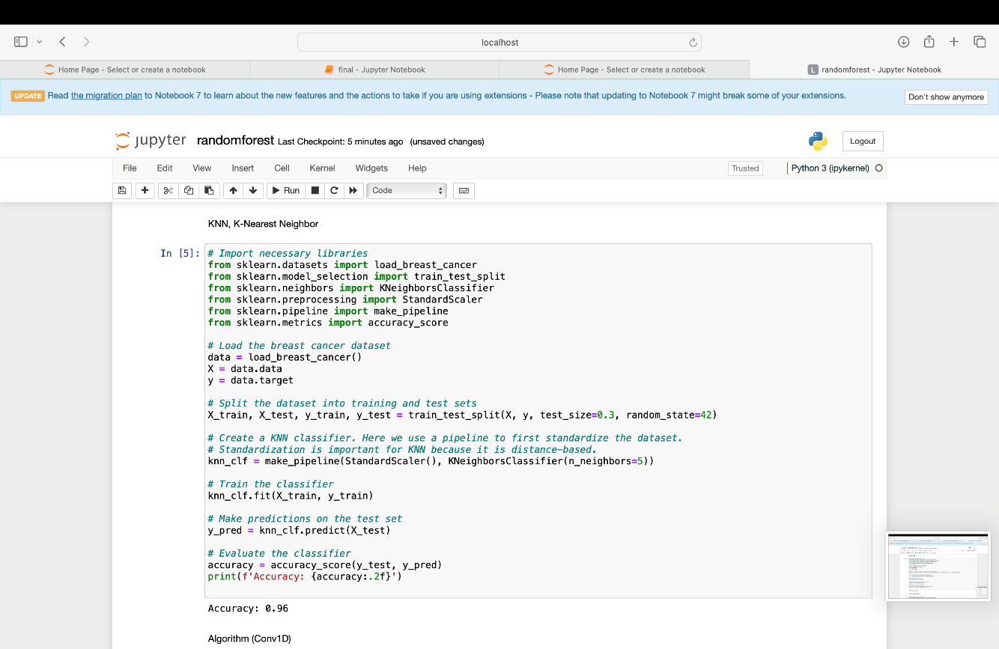 localhost
Home Page - Select or create a notebook
final - Jupyter Notebook
Home Page - Select or create a notebook
L randomforest - Jupyter Notebook
UPDATE Read the migration plan to Notebook 7 to learn about the new features and the actions to take if you are using extensions - Please note that updating to Notebook 7 might break some of your extensions.
Don't show anymore
jupyter randomforest Last Checkpoint: 5 minutes ago (unsaved changes)
Logout
File Edit View Insert Cell Kernel Widgets Help
Trusted
Python 3 (ipykernel)
Run
Code
KNN, K-Nearest Neighbor
In [5]:
# Import necessary libraries
from sklearn.datasets import load_breast_cancer
from sklearn.model_selection import train_test_split
from sklearn.neighbors import KNeighborsClassifier
from sklearn.preprocessing import StandardScaler
from sklearn.pipeline import make_pipeline
from sklearn.metrics import accuracy_score
# Load the breast cancer dataset
data = load_breast_cancer()
X = data.data
y = data.target
# Split the dataset into training and test sets
X_train, X_test, y_train, y_test = train_test_split(X, y, test_size=0.3, random_state=42)
# Create a KNN classifier. Here we use a pipeline to first standardize the dataset.
# Standardization is important for KNN because it is distance-based.
knn_clf = make_pipeline(StandardScaler(), KNeighborsClassifier(n_neighbors=5))
# Train the classifier
knn_clf.fit(X_train, y_train)
# Make predictions on the test set
y_pred = knn_clf.predict(X_test)
# Evaluate the classifier
accuracy = accuracy_score(y_test, y_pred)
print(f'Accuracy: {accuracy:.2f}')
Accuracy: 0.96
Algorithm (Conv1D)